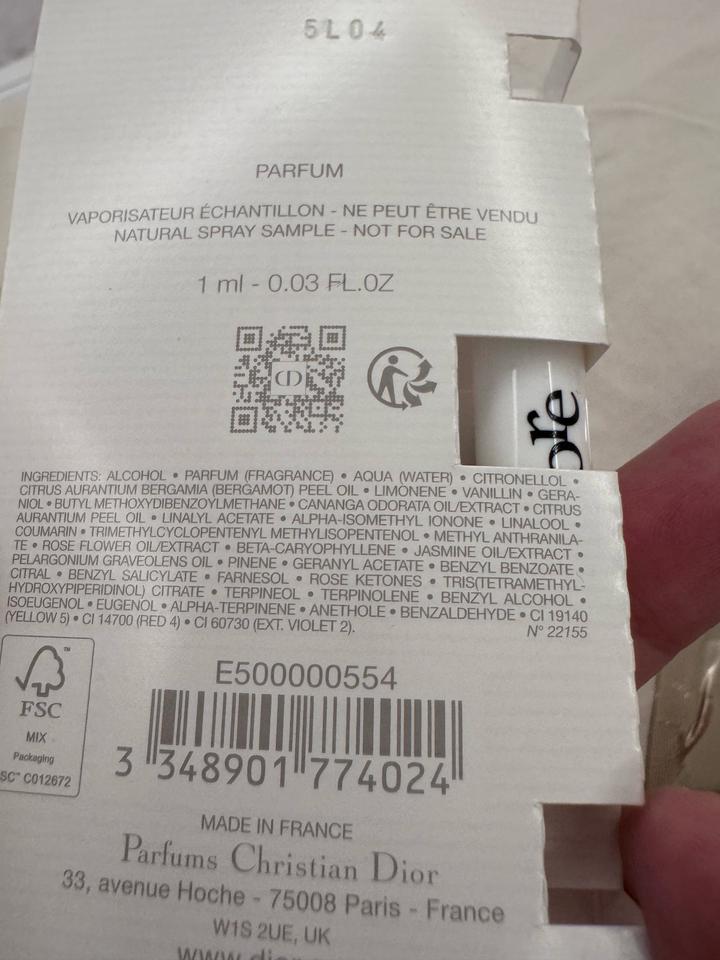 5L04
PARFUM
VAPORISATEUR ÉCHANTILLON - NE PEUT ÊTRE VENDU
NATURAL SPRAY SAMPLE - NOT FOR SALE
1 ml - 0.03 FL.OZ
CD
ore
INGREDIENTS: ALCOHOL • PARFUM (FRAGRANCE) • AQUA (WATER) • CITRONELLOL •
CITRUS AURANTIUM BERGAMIA (BERGAMOT) PEEL OIL • LIMONENE • VANILLIN • GERA-
NIOL • BUTYL METHOXYDIBENZOYLMETHANE • CANANGA ODORATA OIL/EXTRACT • CITRUS
AURANTIUM PEEL OIL • LINALYL ACETATE • ALPHA-ISOMETHYL IONONE • LINALOOL •
COUMARIN • TRIMETHYLCYCLOPENTENYL METHYLISOPENTENOL • METHYL ANTHRANILA-
TE • ROSE FLOWER OIL/EXTRACT • BETA-CARYOPHYLLENE • JASMINE OIL/EXTRACT •
PELARGONIUM GRAVEOLENS OIL • PINENE • GERANYL ACETATE • BENZYL BENZOATE •
CITRAL • BENZYL SALICYLATE • FARNESOL • ROSE KETONES • TRIS(TETRAMETHYL-
HYDROXYPIPERIDINOL) CITRATE • TERPINEOL • TERPINOLENE • BENZYL ALCOHOL •
ISOEUGENOL • EUGENOL • ALPHA-TERPINENE • ANETHOLE • BENZALDEHYDE • CI 19140
(YELLOW 5) • CI 14700 (RED 4) • CI 60730 (EXT. VIOLET 2).
N° 22155
™
FSC
MIX
Packaging
SC™ C012672
E500000554
3 348901 774024
MADE IN FRANCE
Parfums Christian Dior
33, avenue Hoche - 75008 Paris - France
W1S 2UE, UK